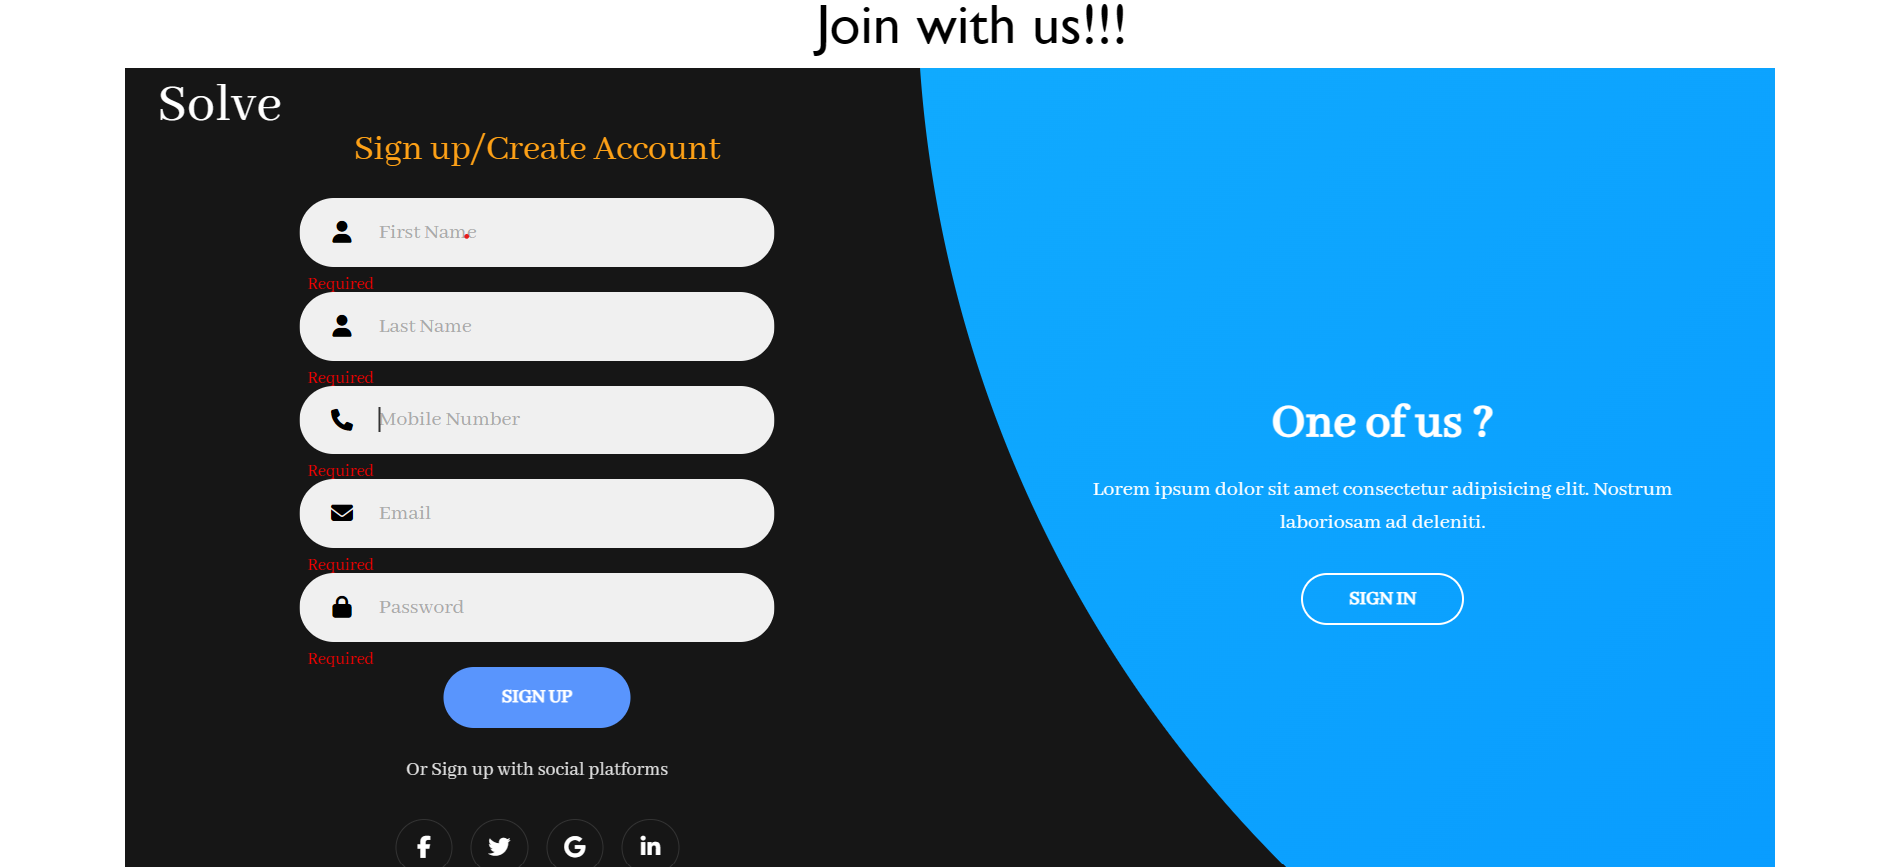 Join with us!!!
Solve
Sign up/Create Account
First Name
Required
Last Name
Required
Mobile Number
Required
Email
Required
Password
Required
SIGN UP
Or Sign up with social platforms
One of us ?
Lorem ipsum dolor sit amet consectetur adipisicing elit. Nostrum
laboriosam ad deleniti.
SIGN IN